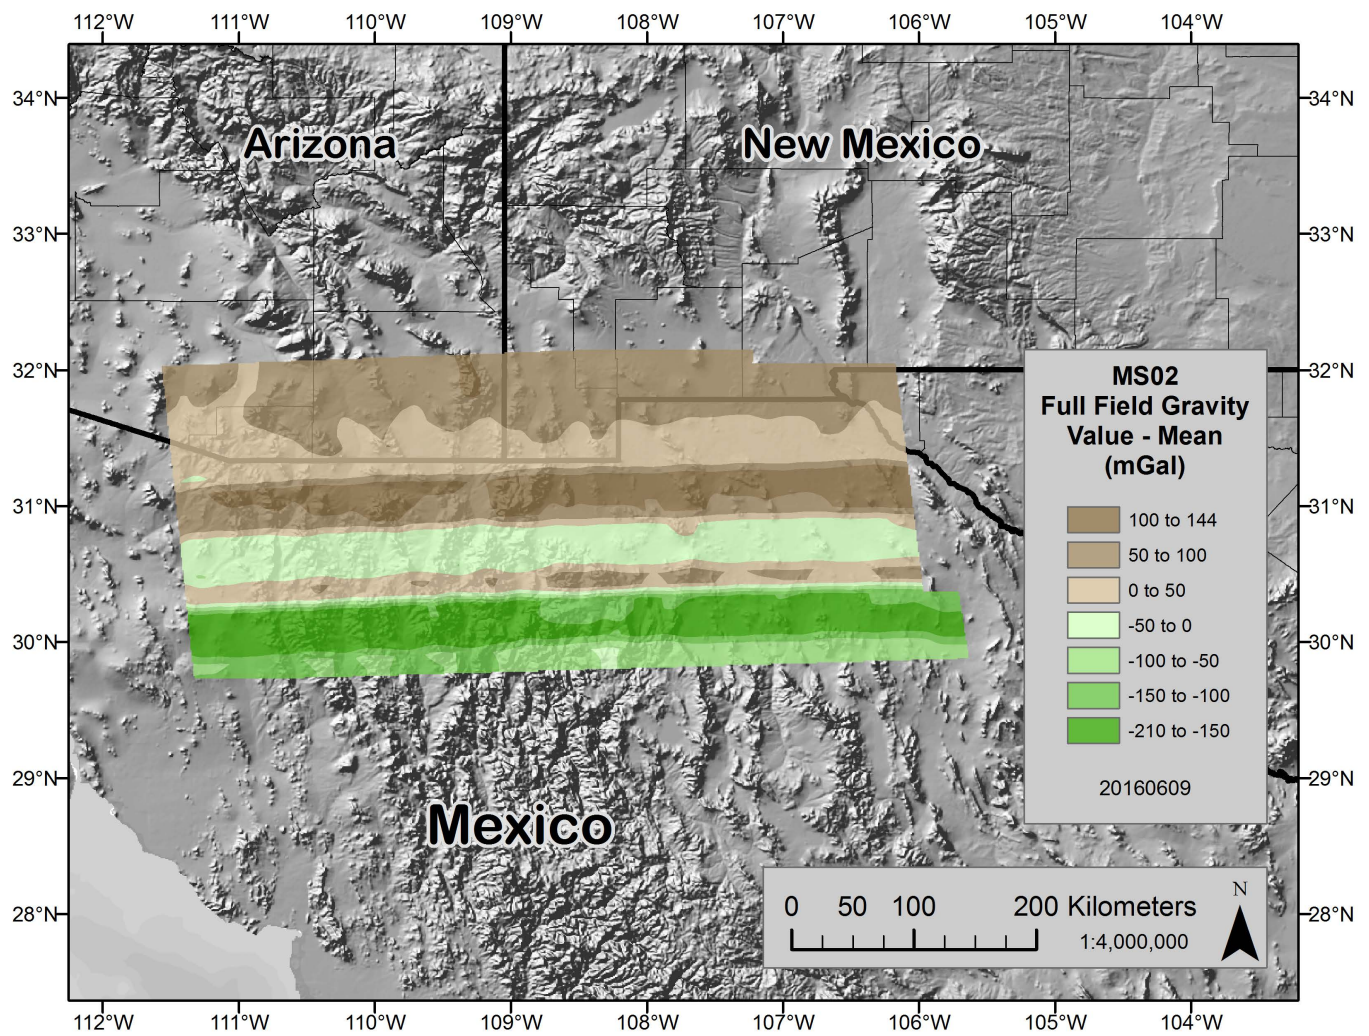 112°W 111°W 110°W 109°W 108°W 107°W 106°W 105°W 104°W
34°N 34°N
Arizona New Mexico
33°N 33°N
32°N 32°N
MS02
Full Field Gravity
Value - Mean
(mGal)
31°N 31°N
100 to 144
50 to 100
0 to 50
-50 to 0
30°N 30°N
-100 to -50
-150 to -100
-210 to -150
29°N 29°N
20160609
Mexico
N
0 50 100 200 Kilometers
28°N 28°N
1:4,000,000
112°W 111°W 110°W 109°W 108°W 107°W 106°W 105°W 104°W